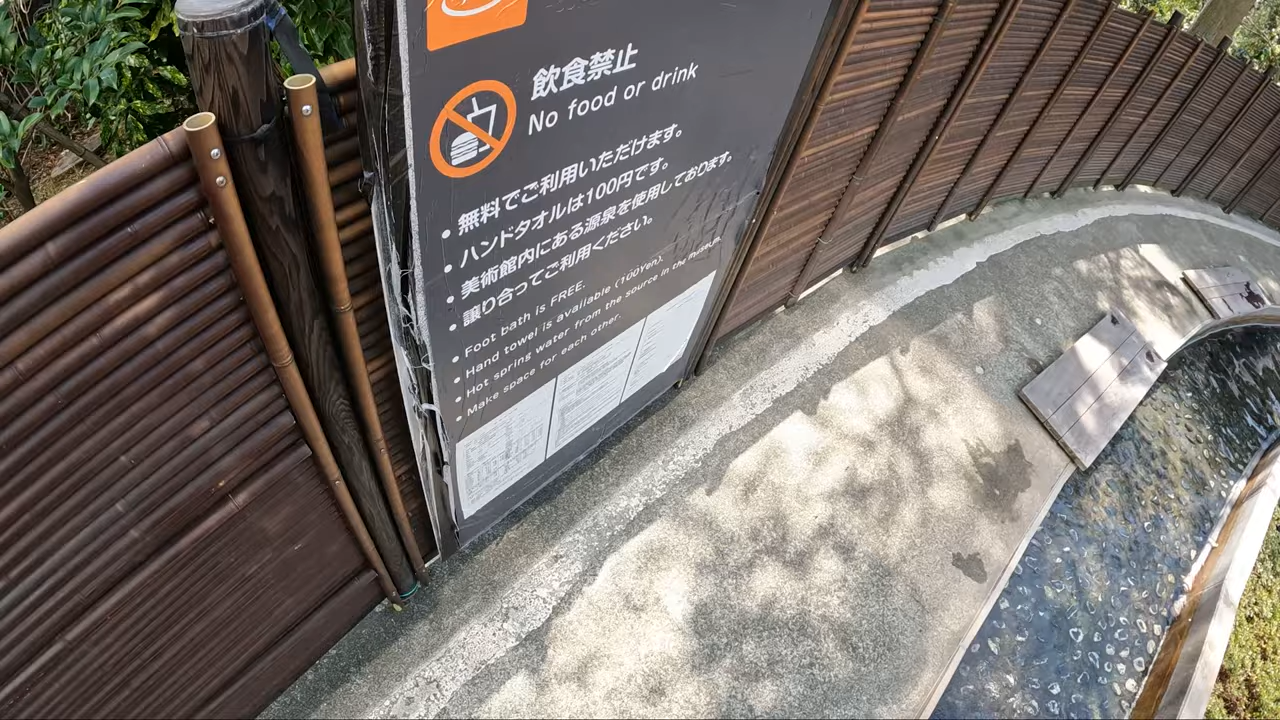 飲食禁止
No food or drink
• 無料でご利用いただけます。
• ハンドタオルは100円です。
• 美術館内にある源泉を使用しております。
• 譲り合ってご利用ください。
• Foot bath is FREE.
• Hand towel is available (100Yen).
• Hot spring water from the source in the museum.
• Make space for each other.